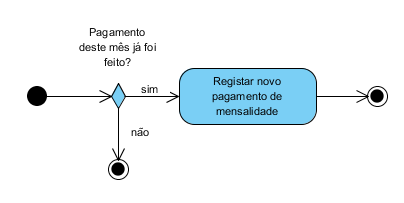 Pagamento
deste mês já foi
feito?
sim
Registar novo
pagamento de
mensalidade
não